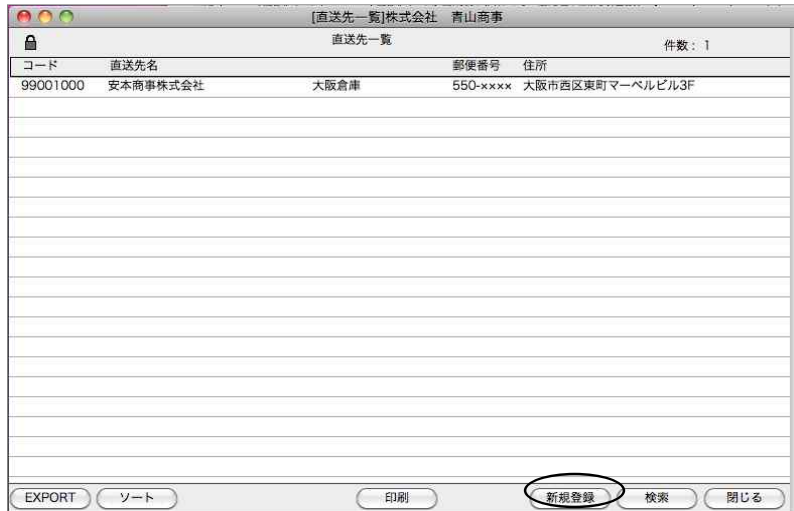 [直送先一覧]株式会社 青山商事
直送先一覧
件数： 1
コード 直送先名 郵便番号 住所
99001000 安本商事株式会社 大阪倉庫 550-×××× 大阪市西区東町マーベルビル3F
EXPORT ソート 印刷 新規登録 検索 閉じる